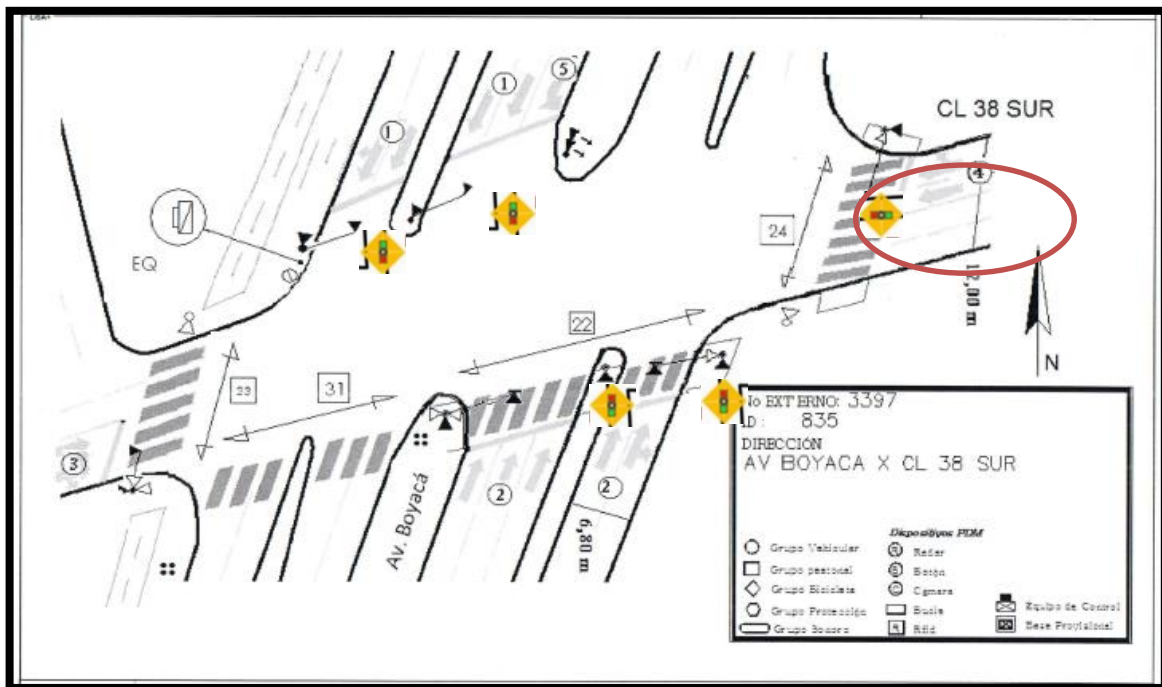 CL 38 SUR
1
5
1
4
24
EQ
12,00 m
22
N
23
31
3
Av. Boyacá
2
2
6,80 m
No EXTERNO: 3397
ID: 835
DIRECCIÓN
AV BOYACA X CL 38 SUR
Dispositivos PDM
Grupo Vehicular
Radar
Grupo peatonal
Botón
Grupo Bicicleta
Cámara
Grupo Protección
Bucle
Equipo de Control
Grupo Sonoro
Rfid
Base Provisional